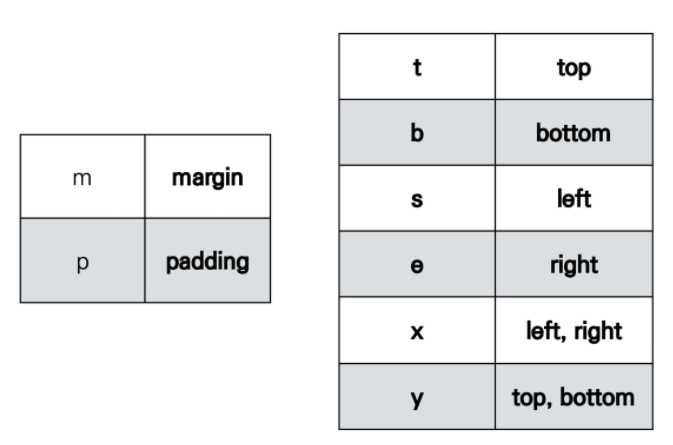 m margin
p padding
t top
b bottom
s left
e right
x left, right
y top, bottom